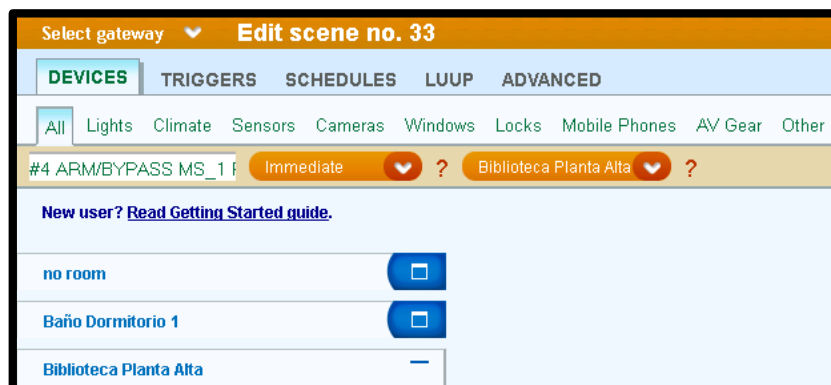 Select gateway Edit scene no. 33
DEVICES TRIGGERS SCHEDULES LUUP ADVANCED
All Lights Climate Sensors Cameras Windows Locks Mobile Phones AV Gear Other
#4 ARM/BYPASS MS_1 Immediate ? Biblioteca Planta Alta ?
New user? Read Getting Started guide.
no room
Baño Dormitorio 1
Biblioteca Planta Alta